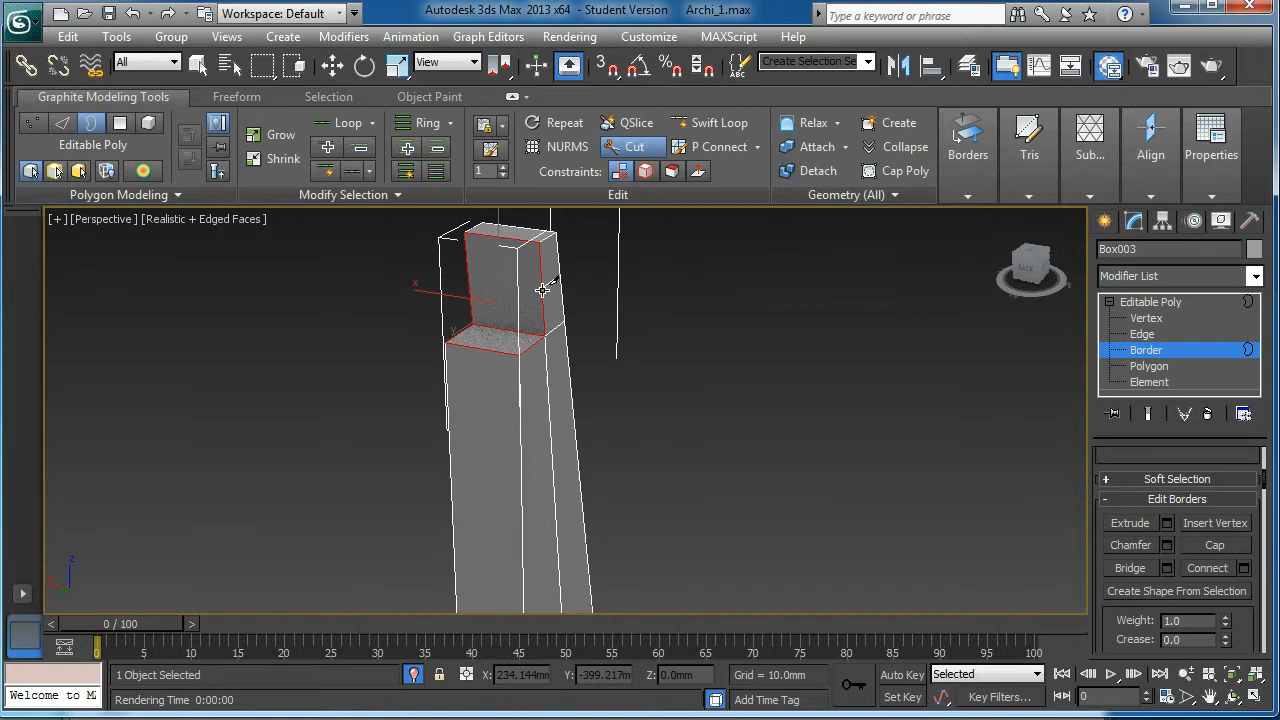 Workspace: Default
Autodesk 3ds Max 2013 x64 - Student Version Archi_1.max
Type a keyword or phrase
Edit Tools Group Views Create Modifiers Animation Graph Editors Rendering Customize MAXScript Help
All
View
3
Create Selection Se
Graphite Modeling Tools Freeform Selection Object Paint
Loop Ring Repeat QSlice Swift Loop Relax Create
Grow NURMS Cut P Connect Attach Collapse
Editable Poly Shrink Borders Tris Sub... Align Properties
1 Constraints: Detach Cap Poly
Polygon Modeling Modify Selection Edit Geometry (All)
[+] [Perspective] [Realistic + Edged Faces]
Box003
BACK
Modifier List
x
Editable Poly
Vertex
y
Edge
Border
Polygon
Element
Soft Selection
Edit Borders
Extrude Insert Vertex
Chamfer Cap
z
Bridge Connect
Create Shape From Selection
Weight: 1.0
0 / 100
Crease: 0.0
0 5 10 15 20 25 30 35 40 45 50 55 60 65 70 75 80 85 90 95 100
1 Object Selected X: 234.144mm Y: -399.217m Z: 0.0mm Grid = 10.0mm Auto Key Selected
Welcome to M Rendering Time 0:00:00 Add Time Tag Set Key Key Filters... 0